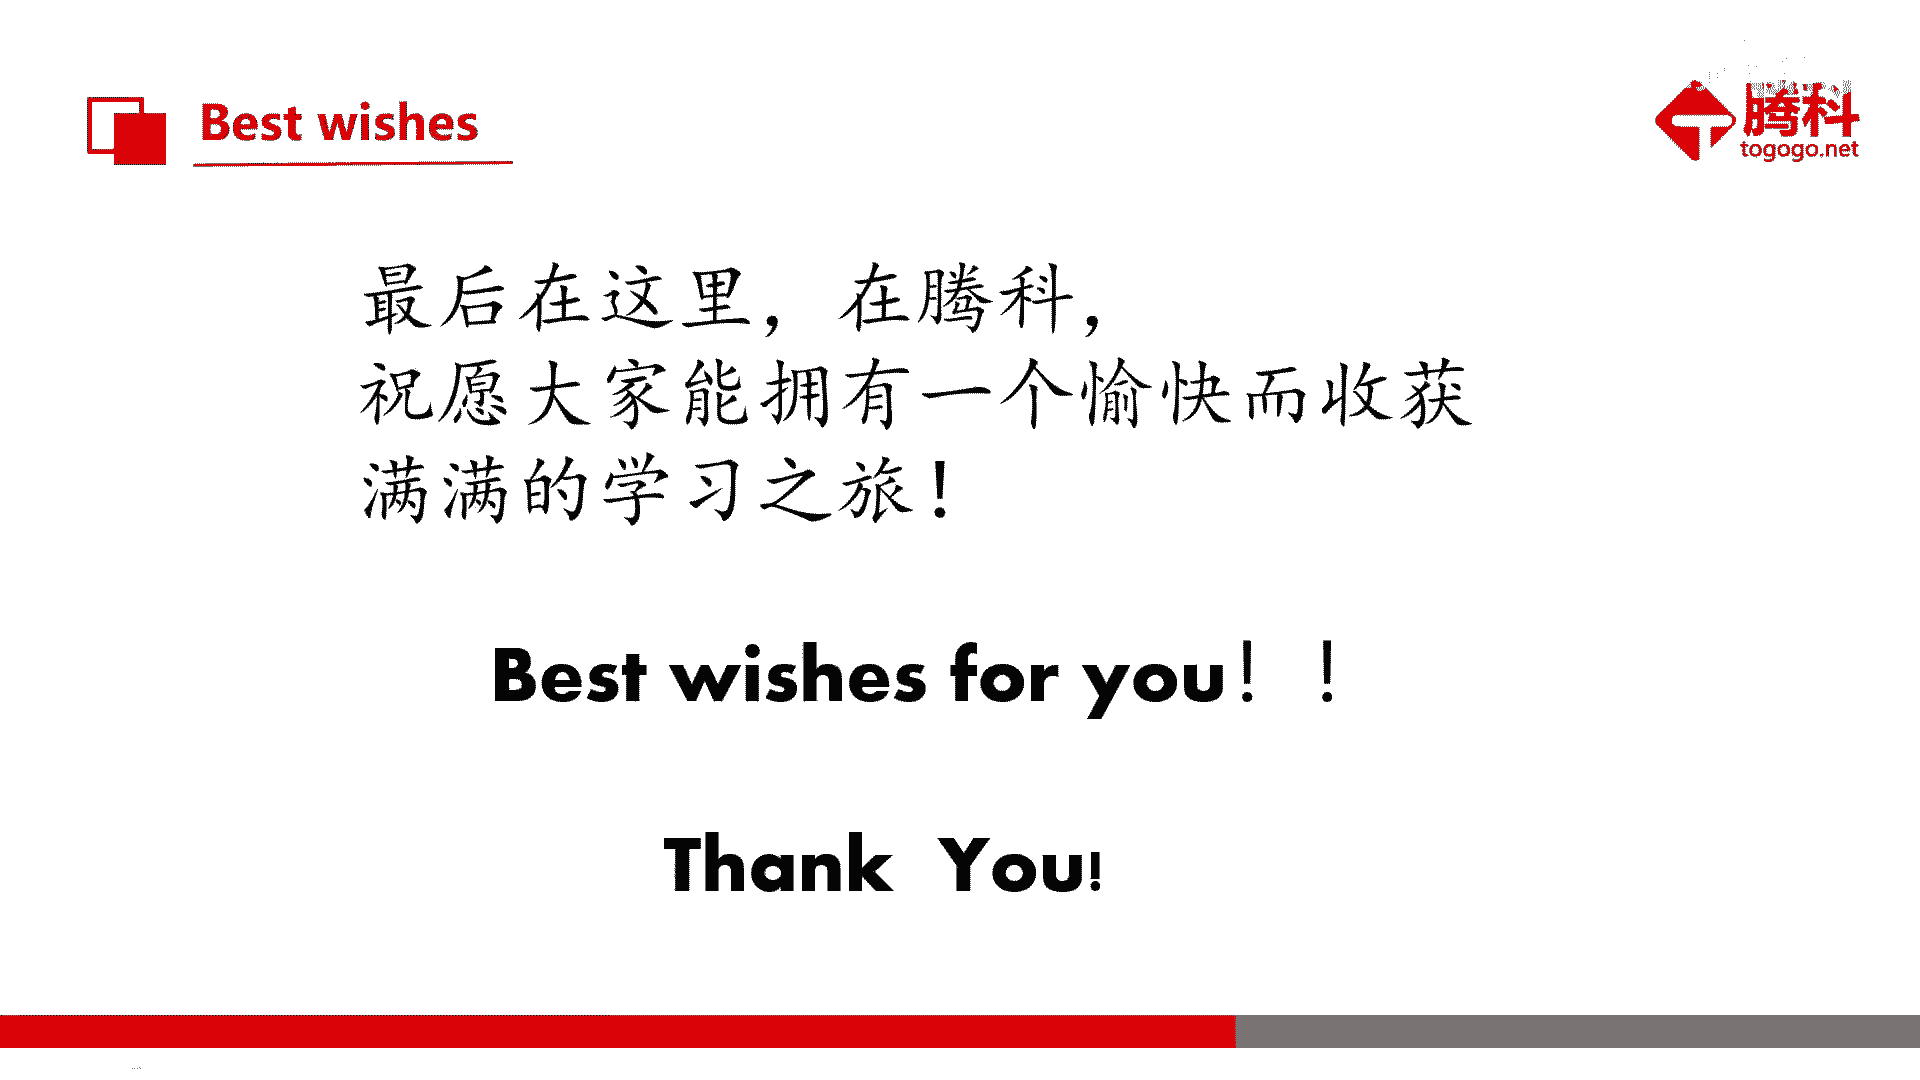 Best wishes
腾科
togogo.net
最后在这里，在腾科，
祝愿大家能拥有一个愉快而收获
满满的学习之旅！
Best wishes for you！！
Thank  You!